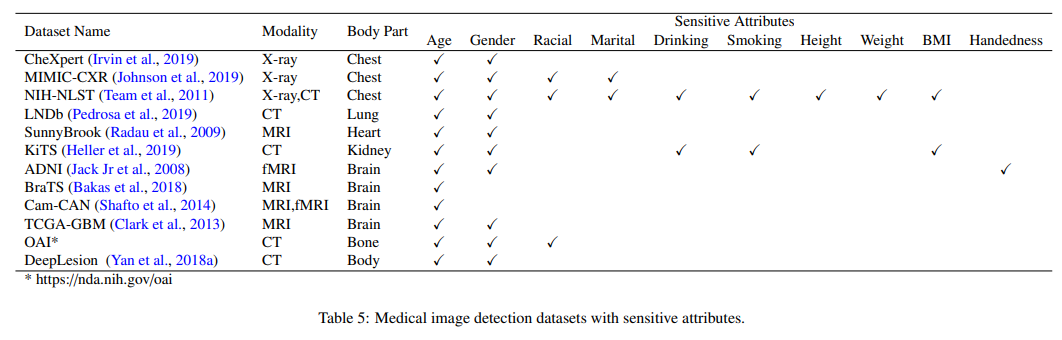 Sensitive Attributes
Dataset Name Modality Body Part Age Gender Racial Marital Drinking Smoking Height Weight BMI Handedness
CheXpert (Irvin et al., 2019) X-ray Chest ✓ ✓
MIMIC-CXR (Johnson et al., 2019) X-ray Chest ✓ ✓ ✓ ✓
NIH-NLST (Team et al., 2011) X-ray,CT Chest ✓ ✓ ✓ ✓ ✓ ✓ ✓ ✓ ✓
LNDb (Pedrosa et al., 2019) CT Lung ✓ ✓
SunnyBrook (Radau et al., 2009) MRI Heart ✓ ✓
KiTS (Heller et al., 2019) CT Kidney ✓ ✓ ✓ ✓ ✓
ADNI (Jack Jr et al., 2008) fMRI Brain ✓ ✓ ✓
BraTS (Bakas et al., 2018) MRI Brain ✓
Cam-CAN (Shafto et al., 2014) MRI,fMRI Brain ✓
TCGA-GBM (Clark et al., 2013) MRI Brain ✓ ✓
OAI* CT Bone ✓ ✓ ✓
DeepLesion (Yan et al., 2018a) CT Body ✓ ✓
* https://nda.nih.gov/oai
Table 5: Medical image detection datasets with sensitive attributes.